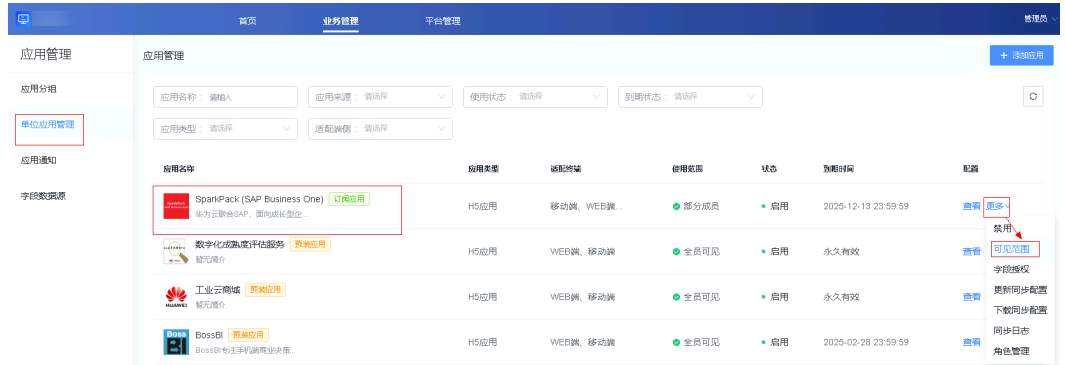 首页 业务管理 平台管理 管理员
应用管理
应用分组
单位应用管理
应用通知
字段数据源
应用管理 + 添加应用
应用名称： 请输入 应用来源： 请选择 使用状态： 请选择 到期状态： 请选择
应用类型： 请选择 适配端侧： 请选择
应用名称 应用类型 适配终端 使用范围 状态 到期时间 配置
SparkPack (SAP Business One) 订阅应用
华为云联合SAP，面向成长型企...
H5应用 移动端、WEB端... 部分成员 启用 2025-12-13 23:59:59 查看 更多
数字化成熟度评估服务 预装应用
暂无简介
H5应用 WEB端、移动端 全员可见 启用 永久有效 查看
工业云商城 预装应用
HUAWEI 暂无简介
H5应用 WEB端、移动端 全员可见 启用 永久有效 查看
Boss BI
BossBI 预装应用
BossBI专注手机端商业决策...
H5应用 WEB端、移动端 全员可见 启用 2025-02-28 23:59:59 查看
禁用
可见范围
字段授权
更新同步配置
下载同步配置
同步日志
角色管理